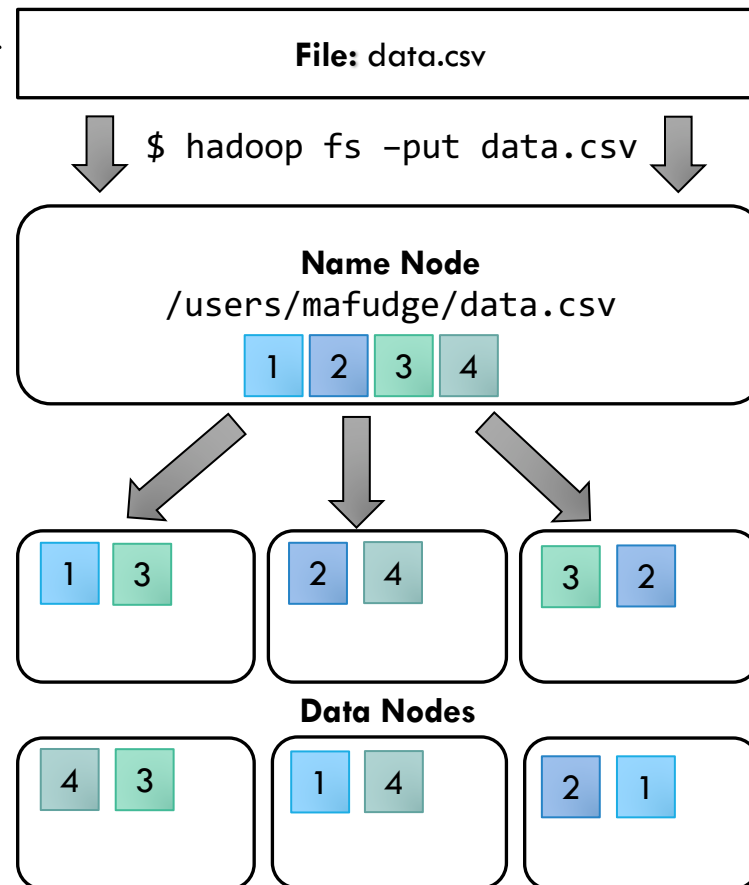 File: data.csv
$ hadoop fs –put data.csv
Name Node
/users/mafudge/data.csv
1 2 3 4
1 3 2 4 3 2
Data Nodes
4 3 1 4 2 1